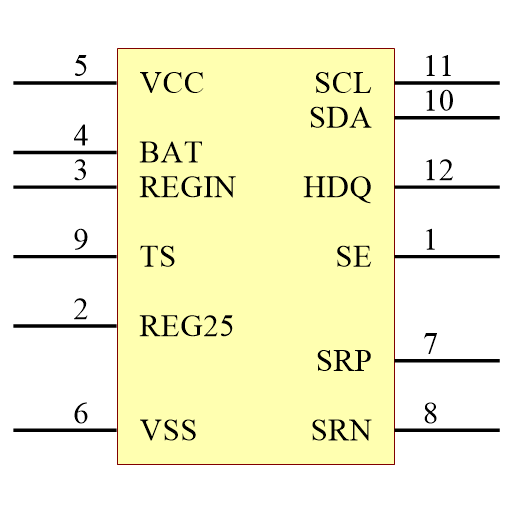 5 VCC SCL 11
SDA 10
4 BAT
3 REGIN HDQ 12
9 TS SE 1
2 REG25
SRP 7
6 VSS SRN 8